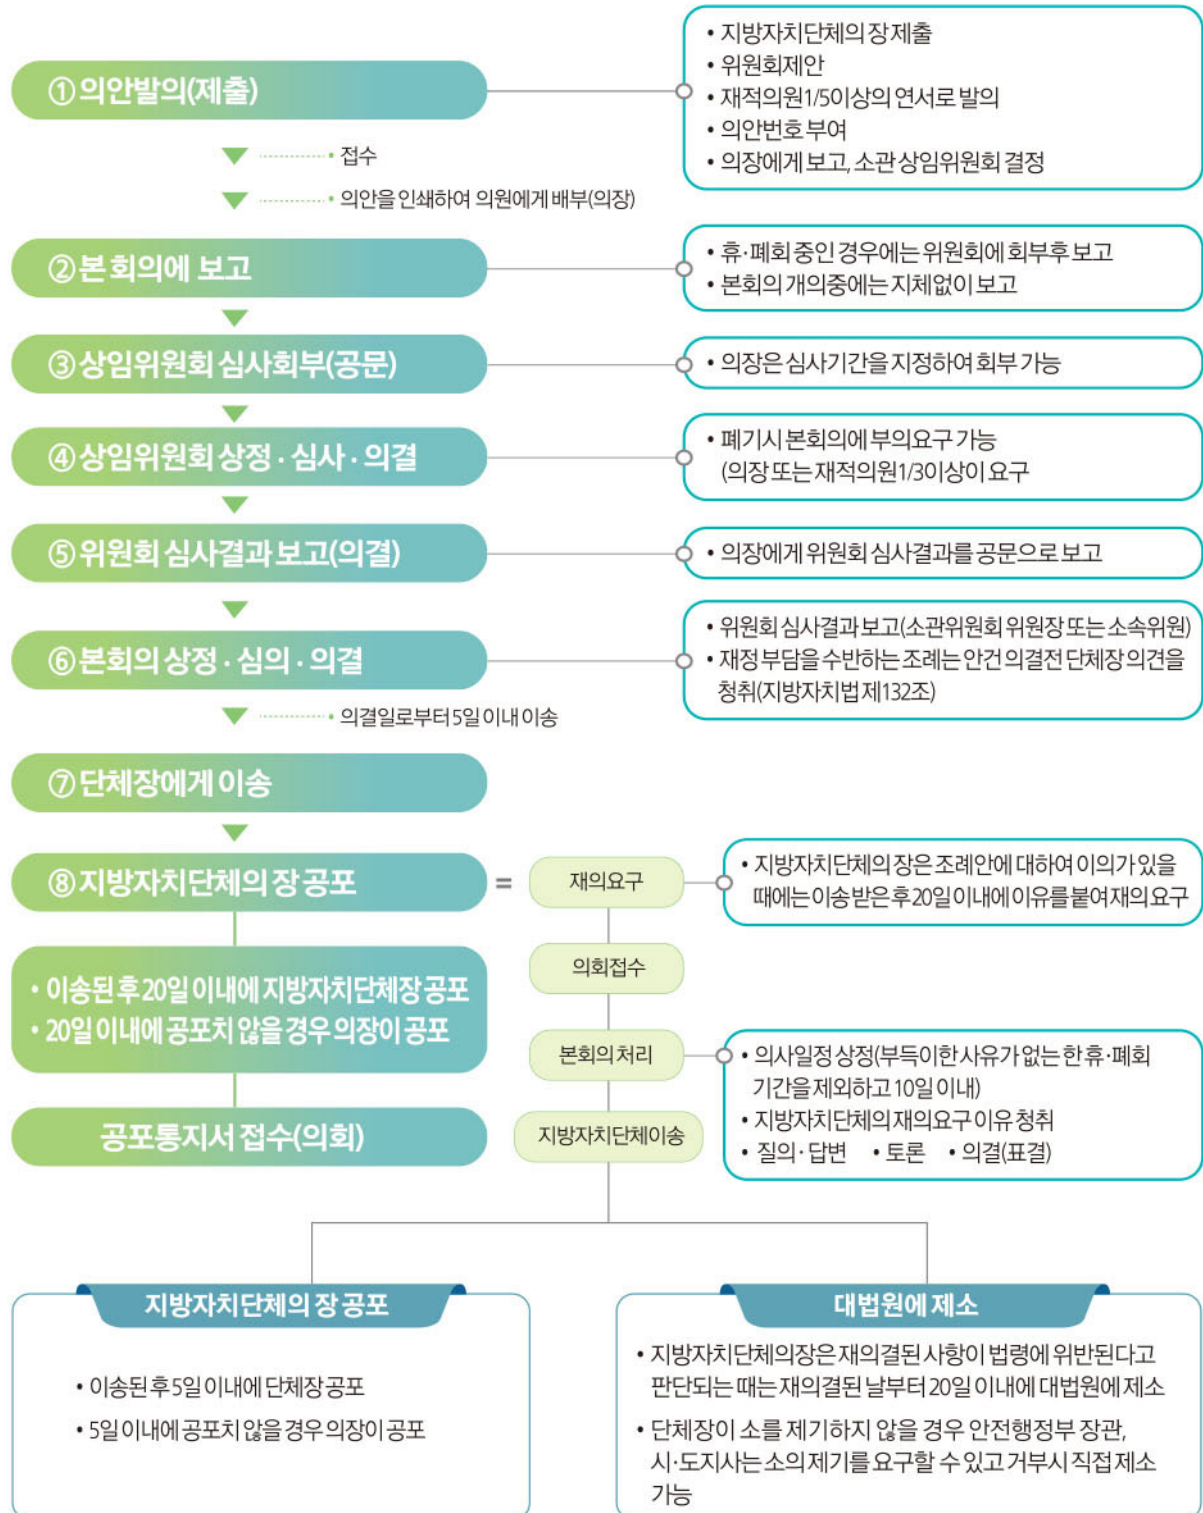 ① 의안발의(제출)
• 지방자치단체의 장 제출
• 위원회제안
• 재적의원1/5이상의 연서로 발의
• 의안번호 부여
• 의장에게 보고, 소관 상임위원회 결정
접수
의안을 인쇄하여 의원에게 배부(의장)
② 본 회의에 보고
• 휴·폐회 중인 경우에는 위원회에 회부후 보고
• 본회의 개의중에는 지체없이 보고
③ 상임위원회 심사회부(공문)
• 의장은 심사기간을 지정하여 회부 가능
④ 상임위원회 상정 · 심사 · 의결
• 폐기시 본회의에 부의요구 가능
(의장 또는 재적의원1/3이상이 요구
⑤ 위원회 심사결과 보고(의결)
• 의장에게 위원회 심사결과를 공문으로 보고
⑥ 본회의 상정 · 심의 · 의결
• 위원회 심사결과 보고(소관위원회 위원장 또는 소속위원)
• 재정 부담을 수반하는 조례는 안건 의결전 단체장 의견을
청취(지방자치법 제132조)
의결일로부터 5일 이내 이송
⑦ 단체장에게 이송
⑧ 지방자치단체의 장 공포
=
재의요구
• 지방자치단체의 장은 조례안에 대하여 이의가 있을
때에는 이송 받은 후 20일 이내에 이유를 붙여 재의 요구
• 이송된 후 20일 이내에 지방자치단체장 공포
• 20일 이내에 공포치 않을 경우 의장이 공포
의회접수
본회의 처리
• 의사일정 상정(부득이한 사유가 없는 한 휴·폐회
기간을 제외하고 10일 이내)
• 지방자치단체의 재의요구 이유 청취
• 질의·답변 • 토론 • 의결(표결)
공포통지서 접수(의회)
지방자치단체이송
지방자치단체의 장 공포
• 이송된 후 5일 이내에 단체장 공포
• 5일 이내에 공포치 않을 경우 의장이 공포
대법원에 제소
• 지방자치단체의장은 재의결된 사항이 법령에 위반된다고
판단되는 때는 재의결된 날부터 20일 이내에 대법원에 제소
• 단체장이 소를 제기하지 않을 경우 안전행정부 장관,
시·도지사는 소의 제기를 요구할 수 있고 거부시 직접 제소
가능